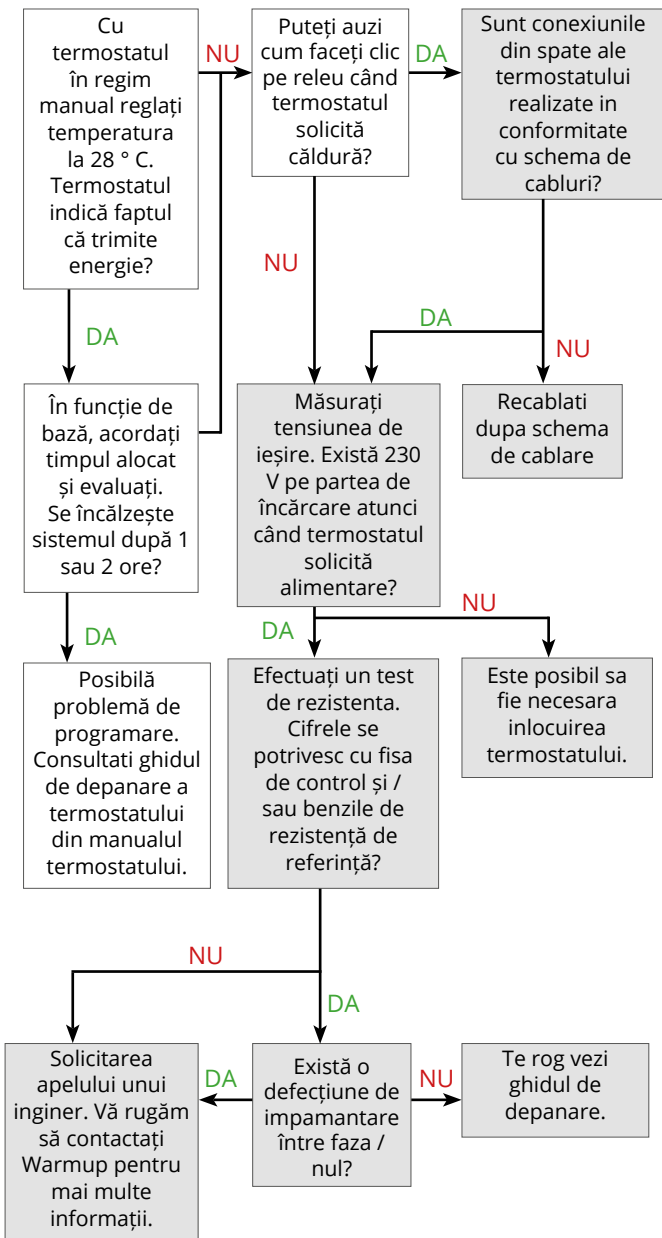 Cu
termostatul
în regim
manual reglați
temperatura
la 28 ° C.
Termostatul
indică faptul
că trimite
energie?
NU
Puteți auzi
cum faceți clic
pe releu când
termostatul
solicită
căldură?
DA
Sunt conexiunile
din spate ale
termostatului
realizate in
conformitate
cu schema de
cabluri?
DA
NU
DA
NU
În funcție de
bază, acordați
timpul alocat
și evaluați.
Se încălzește
sistemul după 1
sau 2 ore?
Măsurați
tensiunea de
ieșire. Există 230
V pe partea de
încărcare atunci
când termostatul
solicită
alimentare?
Recablati
dupa schema
de cablare
DA
DA
NU
Posibilă
problemă de
programare.
Consultati ghidul
de depanare a
termostatului
din manualul
termostatului.
Efectuați un test
de rezistenta.
Cifrele se
potrivesc cu fisa
de control și /
sau benzile de
rezistență de
referință?
Este posibil sa
fie necesara
inlocuirea
termostatului.
NU
DA
Solicitarea
apelului unui
inginer. Vă rugăm
să contactați
Warmup pentru
mai multe
informații.
DA
Există o
defecțiune de
impamantare
între faza /
nul?
NU
Te rog vezi
ghidul de
depanare.